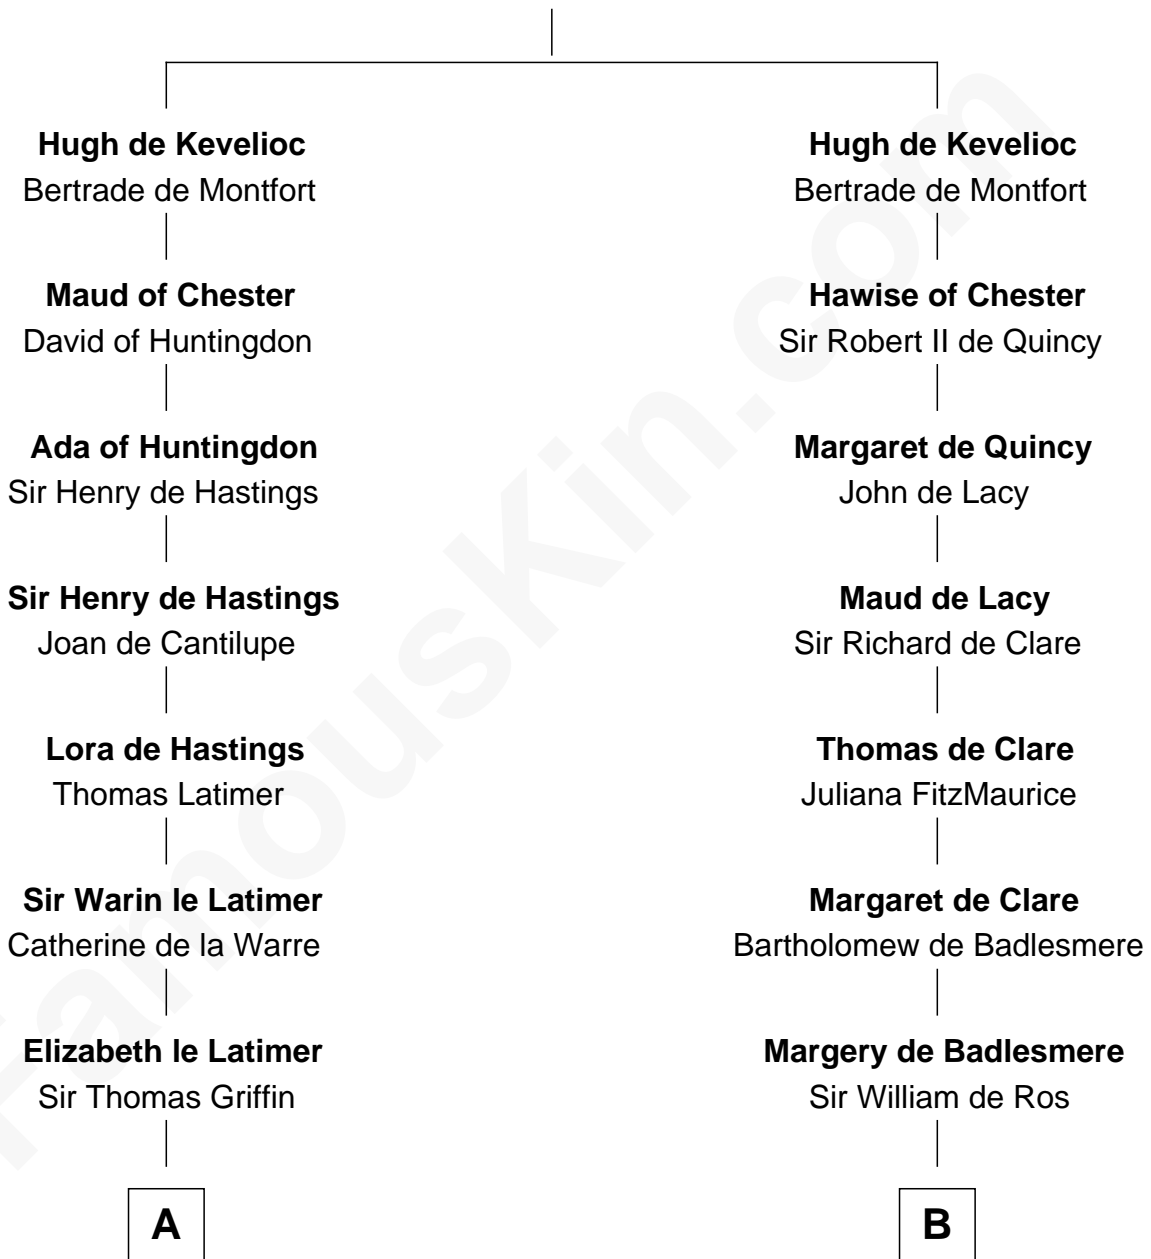 Hugh de Kevelioc
Bertrade de Montfort
Maud of Chester
David of Huntingdon
Ada of Huntingdon
Sir Henry de Hastings
Sir Henry de Hastings
Joan de Cantilupe
Lora de Hastings
Thomas Latimer
Sir Warin le Latimer
Catherine de la Warre
Elizabeth le Latimer
Sir Thomas Griffin
A
Hugh de Kevelioc
Bertrade de Montfort
Hawise of Chester
Sir Robert II de Quincy
Margaret de Quincy
John de Lacy
Maud de Lacy
Sir Richard de Clare
Thomas de Clare
Juliana FitzMaurice
Margaret de Clare
Bartholomew de Badlesmere
Margery de Badlesmere
Sir William de Ros
B
FamousKin.com